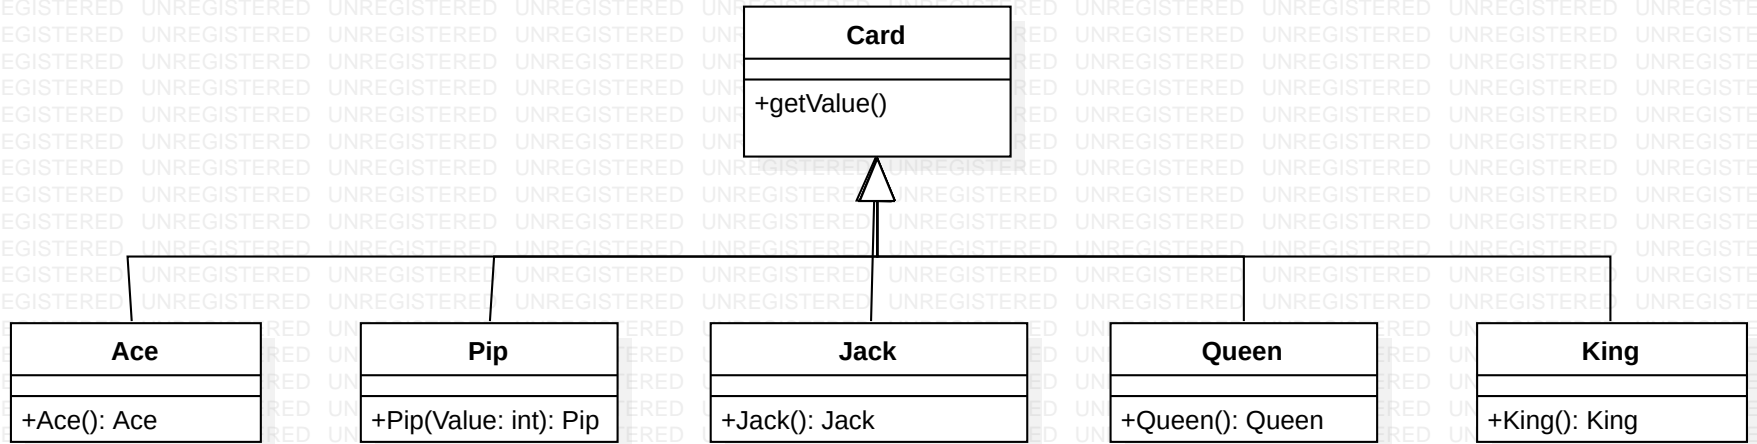 Card
+getValue()
Ace
+Ace(): Ace
Pip
+Pip(Value: int): Pip
Jack
+Jack(): Jack
Queen
+Queen(): Queen
King
+King(): King
UNREGISTERED